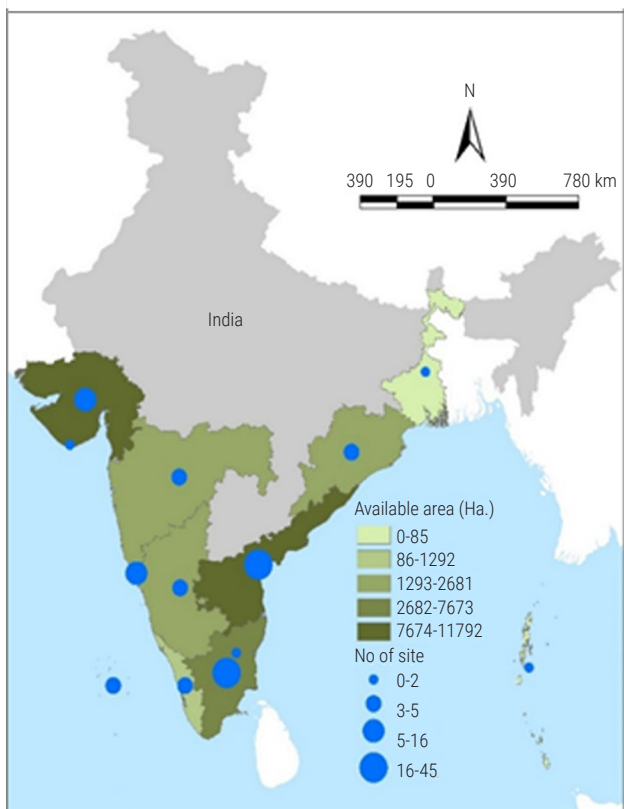 N
390 195 0 390 780 km
India
Available area (Ha.)
0-85
86-1292
1293-2681
2682-7673
7674-11792
No of site
0-2
3-5
5-16
16-45